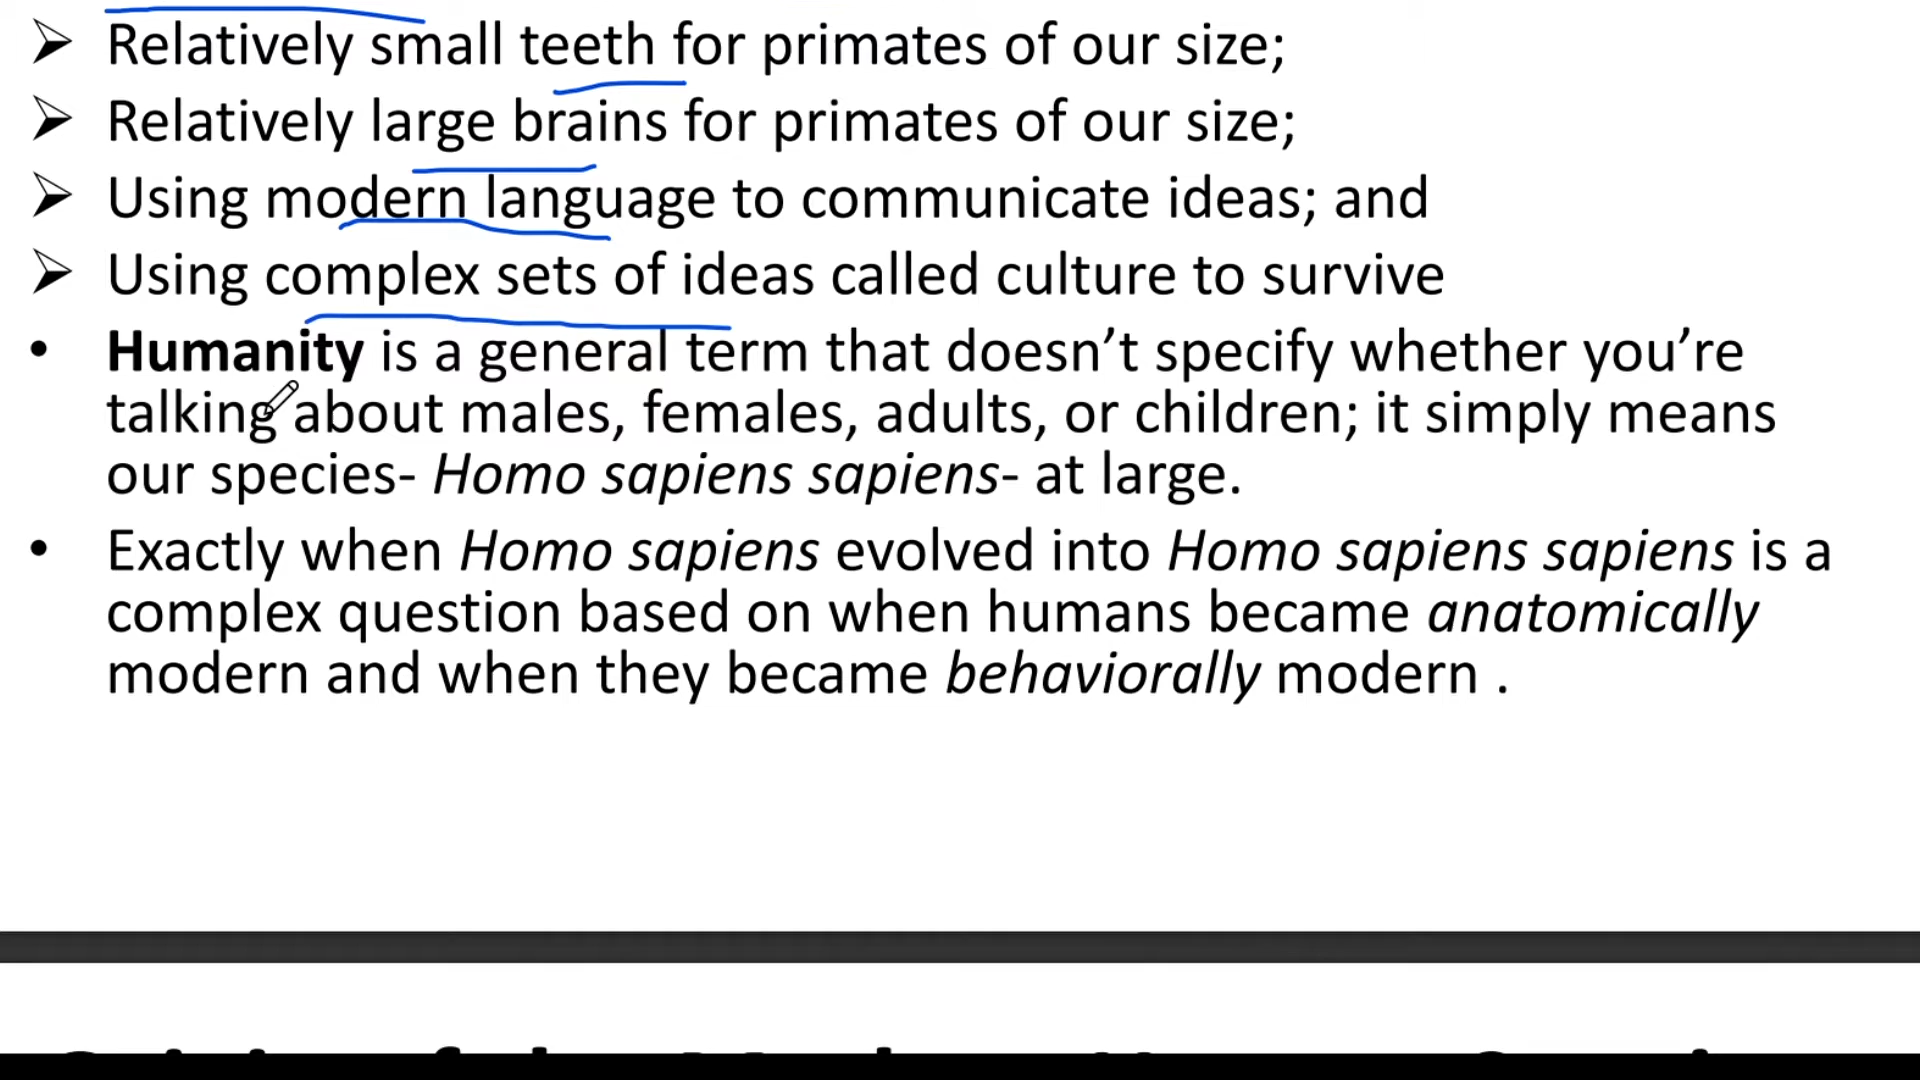 ➢ Relatively small teeth for primates of our size;
➢ Relatively large brains for primates of our size;
➢ Using modern language to communicate ideas; and
➢ Using complex sets of ideas called culture to survive
• Humanity is a general term that doesn’t specify whether you’re
talking about males, females, adults, or children; it simply means
our species- Homo sapiens sapiens- at large.
• Exactly when Homo sapiens evolved into Homo sapiens sapiens is a
complex question based on when humans became anatomically
modern and when they became behaviorally modern .